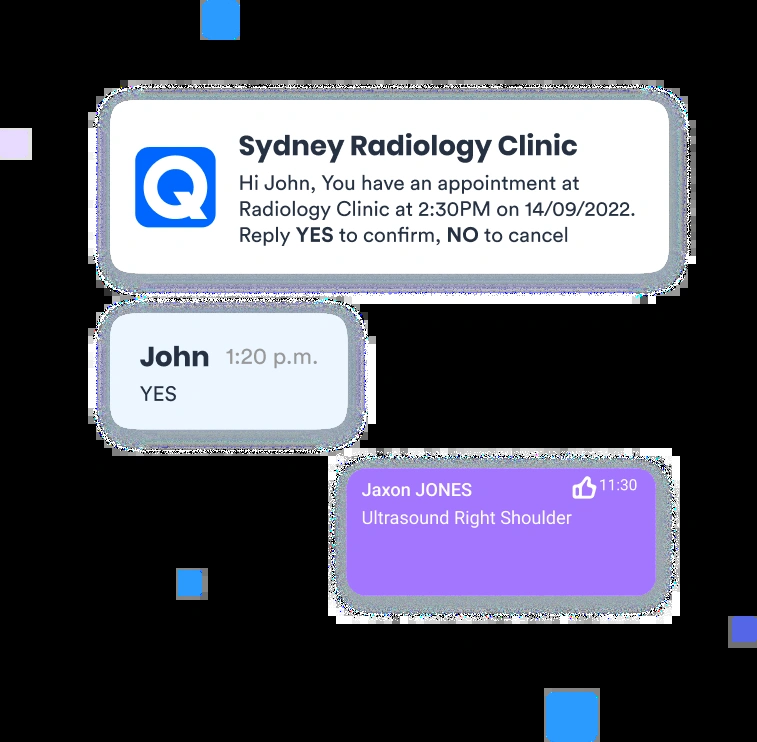 Sydney Radiology Clinic
Hi John, You have an appointment at
Radiology Clinic at 2:30PM on 14/09/2022.
Reply YES to confirm, NO to cancel
John 1:20 p.m.
YES
Jaxon JONES 11:30
Ultrasound Right Shoulder